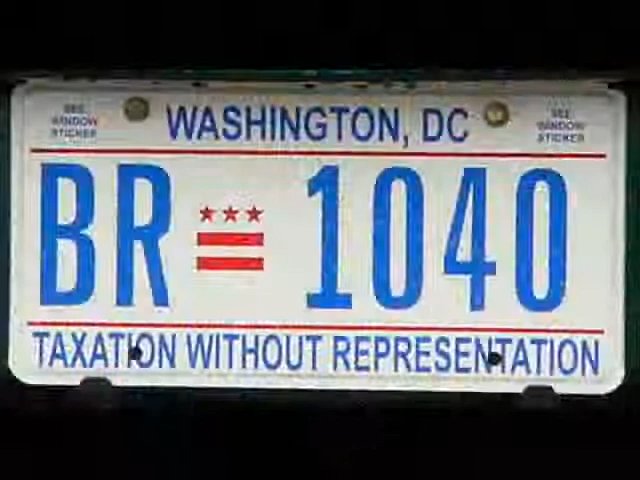 SEE WINDOW STICKER
WASHINGTON, DC
SEE WINDOW STICKER
BR 1040
TAXATION WITHOUT REPRESENTATION